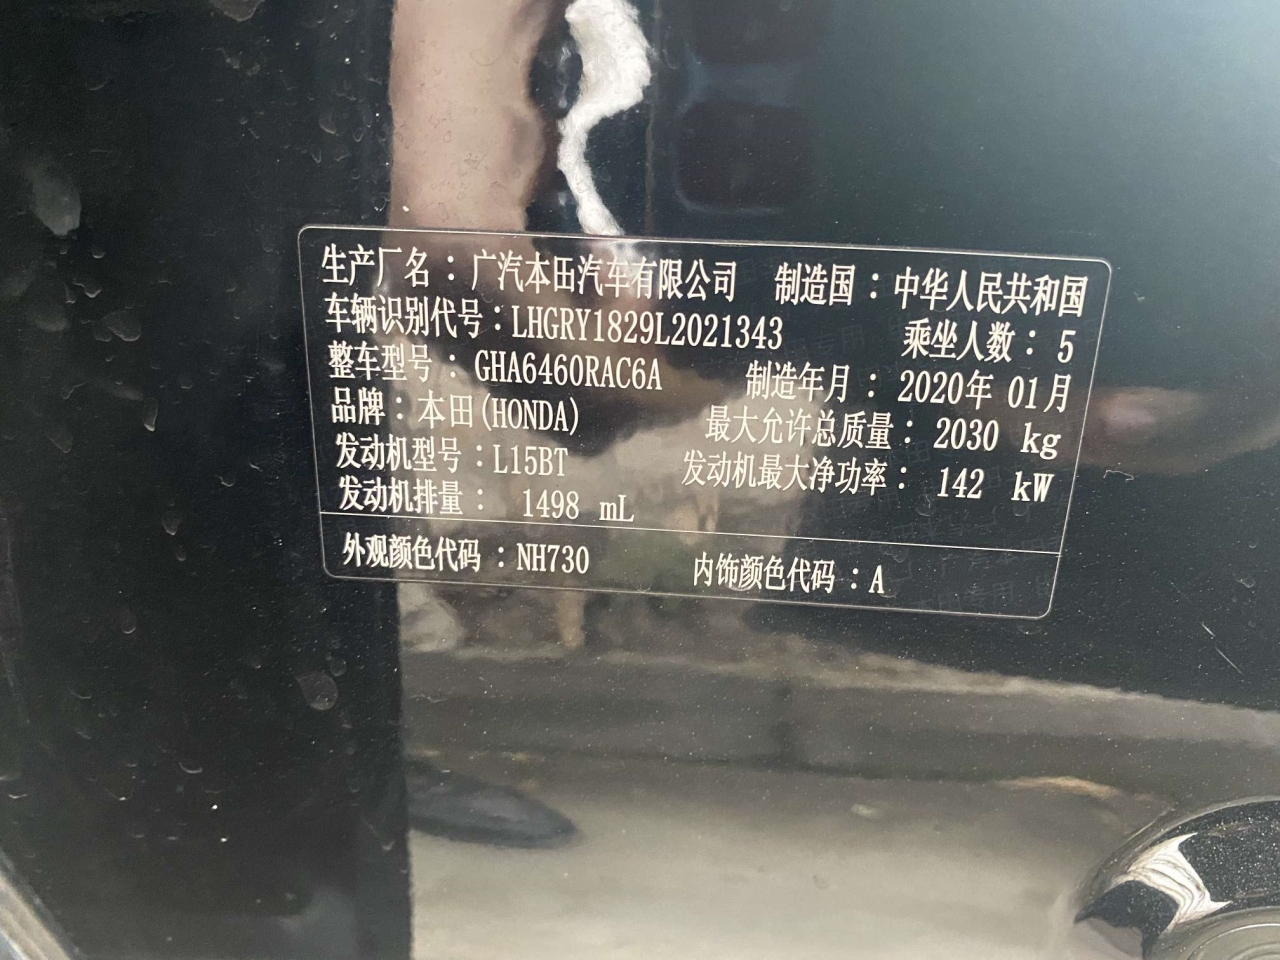 生产厂名：广汽本田汽车有限公司 制造国：中华人民共和国
车辆识别代号：LHGRY1829L2021343 乘坐人数：5
整车型号：GHA6460RAC6A 制造年月：2020年 01月
品牌：本田(HONDA) 最大允许总质量：2030 kg
发动机型号：L15BT 发动机最大净功率：142 kW
发动机排量：1498 mL
外观颜色代码：NH730 内饰颜色代码：A